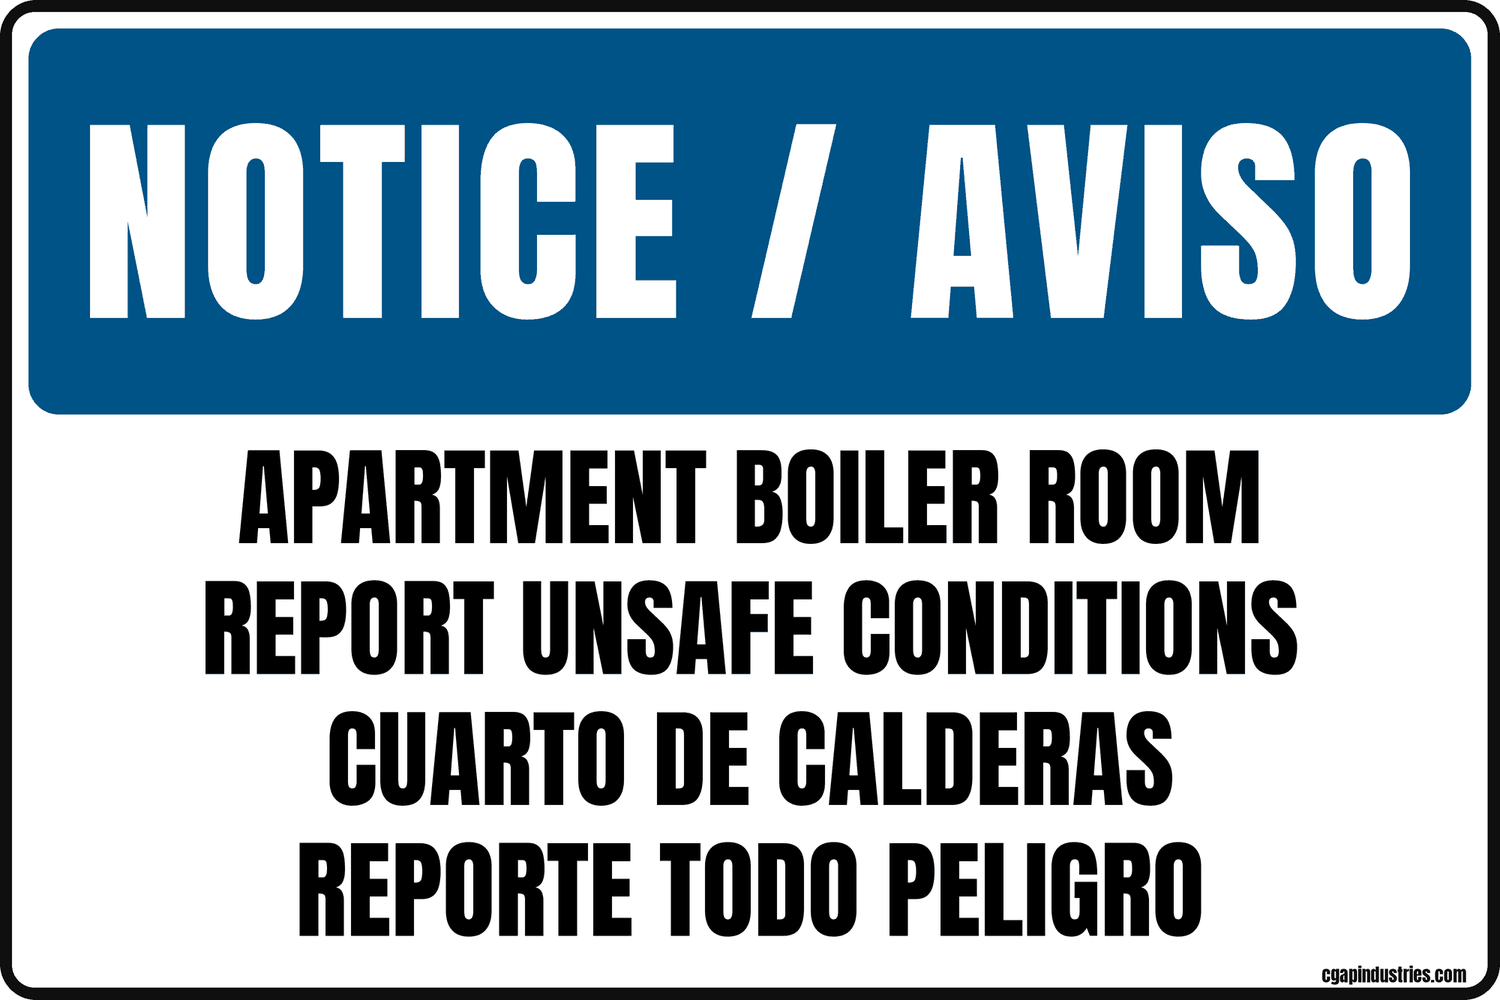 NOTICE / AVISO
APARTMENT BOILER ROOM
REPORT UNSAFE CONDITIONS
CUARTO DE CALDERAS
REPORTE TODO PELIGRO
cgapindustries.com